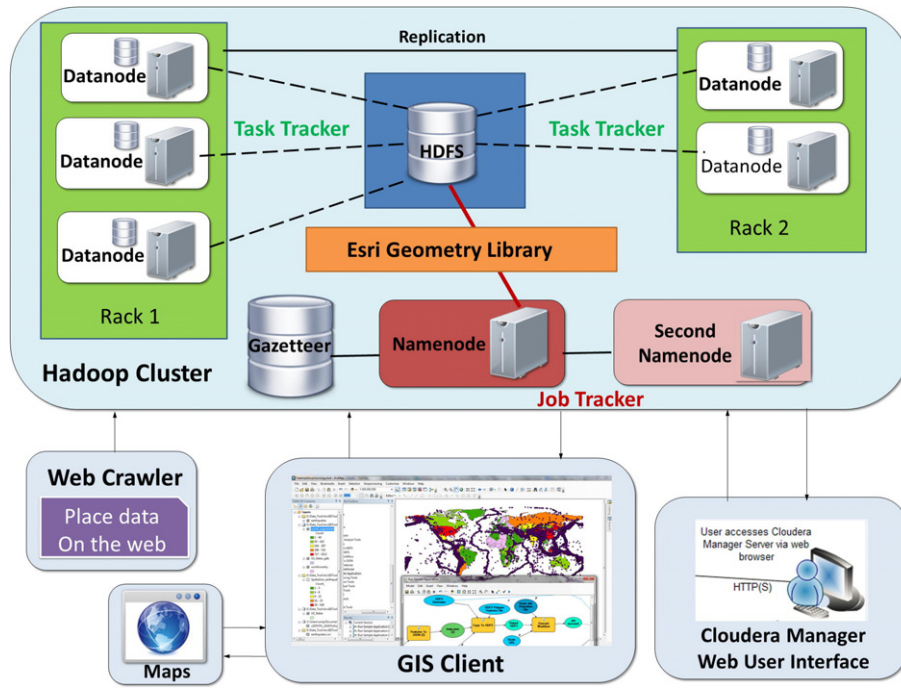 Replication
Datanode
Datanode
Datanode
Rack 1
Task Tracker
HDFS
Task Tracker
Datanode
Datanode
Rack 2
Esri Geometry Library
Gazetteer
Namenode
Second
Namenode
Hadoop Cluster
Job Tracker
Web Crawler
Place data
On the web
Maps
GIS Client
User accesses Cloudera
Manager Server via web
browser
HTTP(S)
Cloudera Manager
Web User Interface